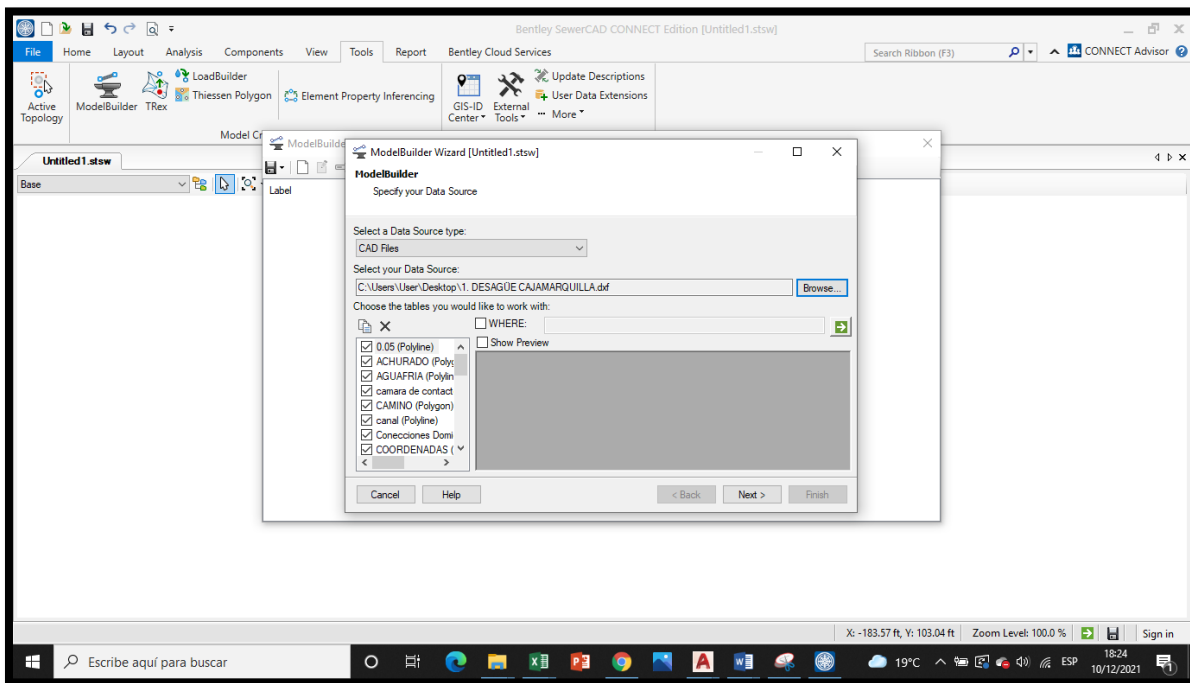 Bentley SewerCAD CONNECT Edition [Untitled1.stsw]
File Home Layout Analysis Components View Tools Report Bentley Cloud Services Search Ribbon (F3) CONNECT Advisor
Active Topology
ModelBuilder
TRex
LoadBuilder
Thiessen Polygon
Element Property Inferencing
GIS-ID Center
External Tools
Update Descriptions
User Data Extensions
More
Model Cr
Untitled1.stsw
Base
ModelBuilde
Label
ModelBuilder Wizard [Untitled1.stsw]
ModelBuilder
Specify your Data Source
Select a Data Source type:
CAD Files
Select your Data Source:
C:\Users\User\Desktop\1. DESAGÜE CAJAMARQUILLA.dxf
Browse...
Choose the tables you would like to work with:
WHERE:
Show Preview
0.05 (Polyline)
ACHURADO (Polyg
AGUAFRIA (Polylin
camara de contact
CAMINO (Polygon)
canal (Polyline)
Conecciones Domi
COORDENADAS (
Cancel Help < Back Next > Finish
X: -183.57 ft, Y: 103.04 ft Zoom Level: 100.0 % Sign in
Escribe aquí para buscar
19°C ESP
18:24
10/12/2021